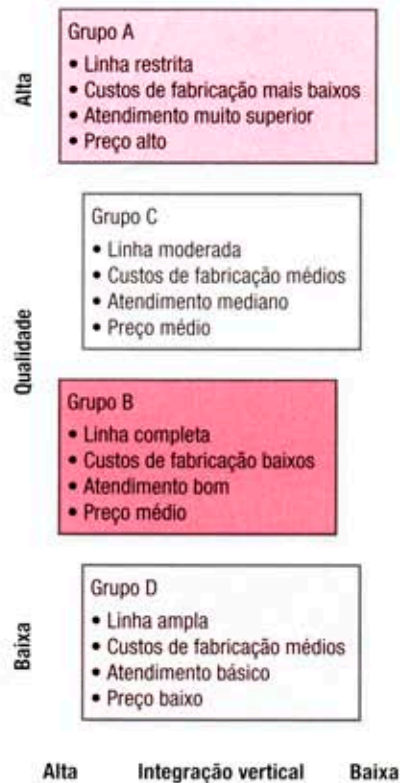 Alta
Grupo A
• Linha restrita
• Custos de fabricação mais baixos
• Atendimento muito superior
• Preço alto
Qualidade
Grupo C
• Linha moderada
• Custos de fabricação médios
• Atendimento mediano
• Preço médio
Grupo B
• Linha completa
• Custos de fabricação baixos
• Atendimento bom
• Preço médio
Baixa
Grupo D
• Linha ampla
• Custos de fabricação médios
• Atendimento básico
• Preço baixo
Alta Integração vertical Baixa